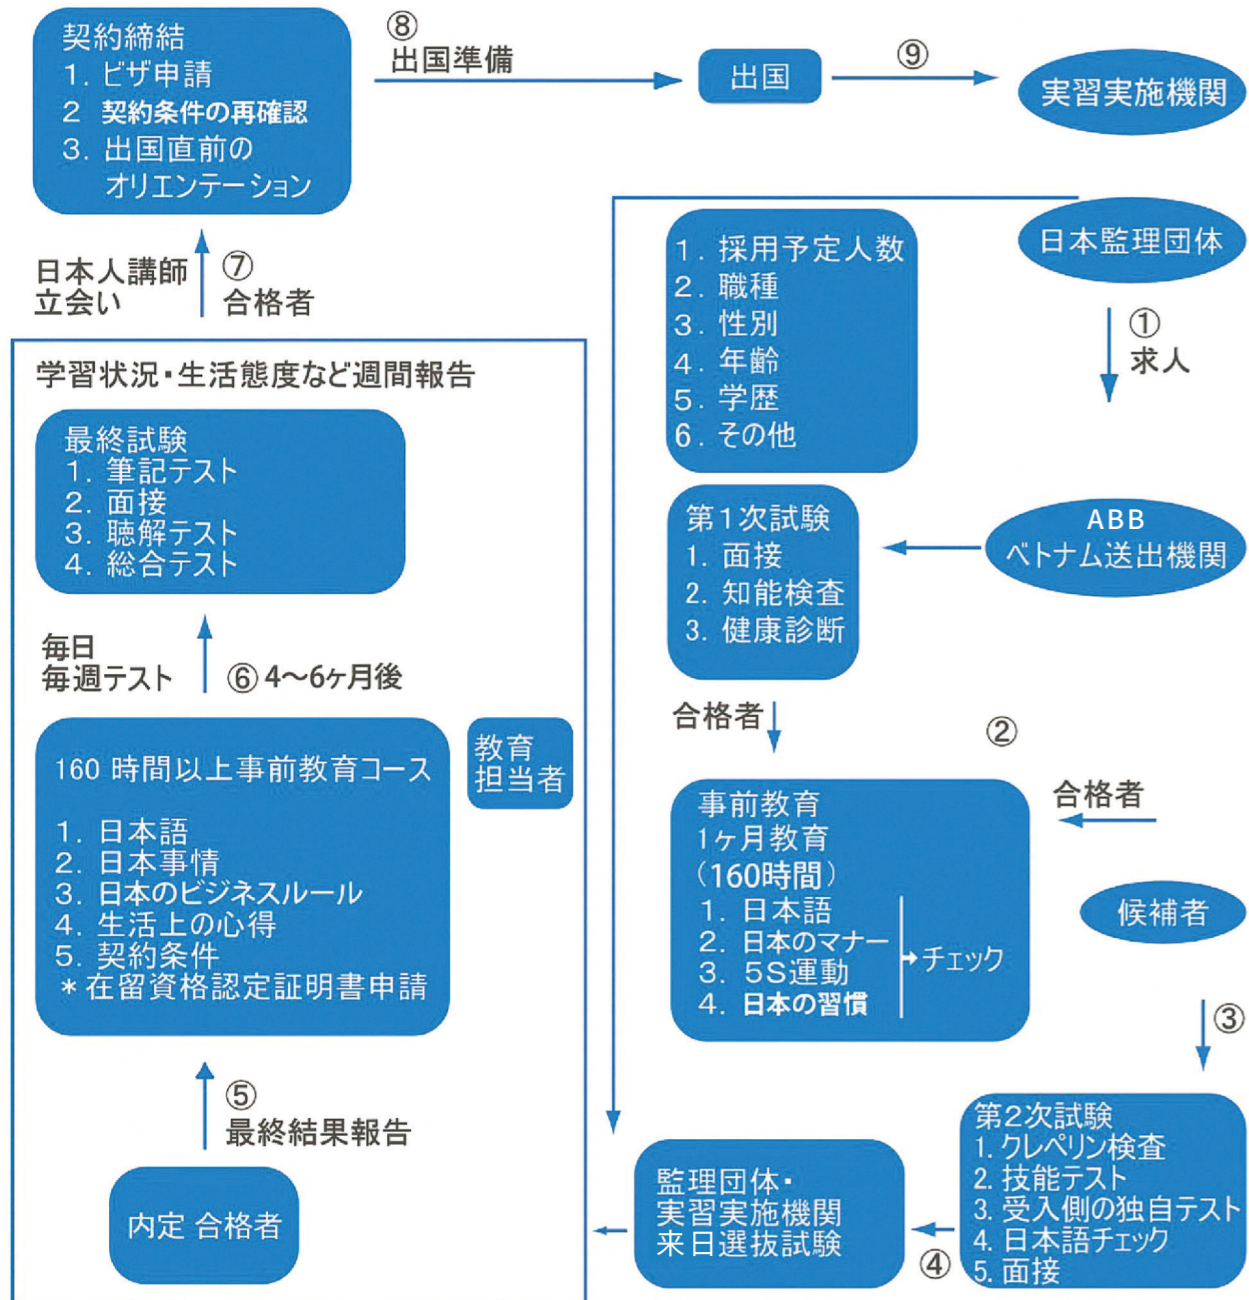 契約締結
1. ビザ申請
2 契約条件の再確認
3. 出国直前の
オリエンテーション
⑧
出国準備
出国
⑨
実習実施機関
日本監理団体
①
求人
1. 採用予定人数
2. 職種
3. 性別
4. 年齢
5. 学歴
6. その他
ABB
ベトナム送出機関
第1次試験
1. 面接
2. 知能検査
3. 健康診断
合格者
②
事前教育
1ヶ月教育
(160時間)
1. 日本語
2. 日本のマナー
3. 5S運動
4. 日本の習慣
チェック
合格者
候補者
③
第2次試験
1. クレペリン検査
2. 技能テスト
3. 受入側の独自テスト
4. 日本語チェック
5. 面接
④
監理団体・
実習実施機関
来日選抜試験
日本人講師
立会い
⑦
合格者
学習状況・生活態度など週間報告
最終試験
1. 筆記テスト
2. 面接
3. 聴解テスト
4. 総合テスト
毎日
毎週テスト
⑥ 4～6ヶ月後
教育
担当者
160 時間以上事前教育コース
1. 日本語
2. 日本事情
3. 日本のビジネスルール
4. 生活上の心得
5. 契約条件
＊在留資格認定証明書申請
⑤
最終結果報告
内定 合格者